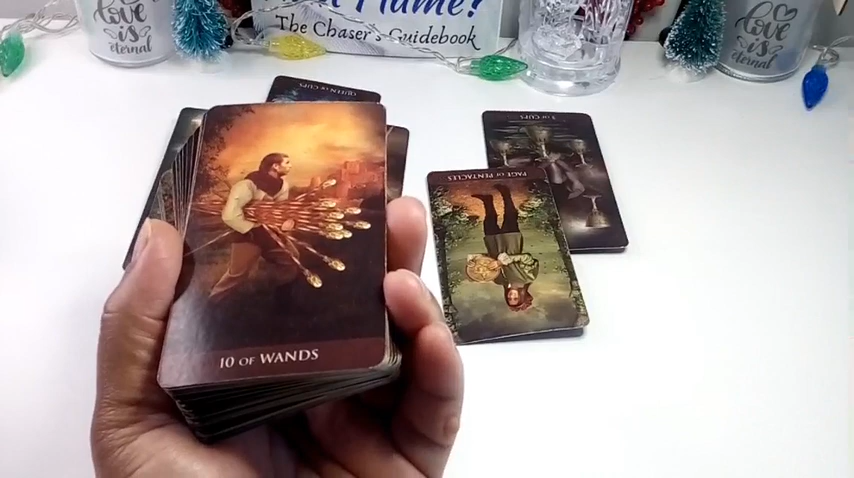 love
is
eternal
Flame?
The Chaser's Guidebook
love
is
eternal
QUEEN OF CUPS
OF CUPS
PAGE OF PENTACLES
10 OF WANDS